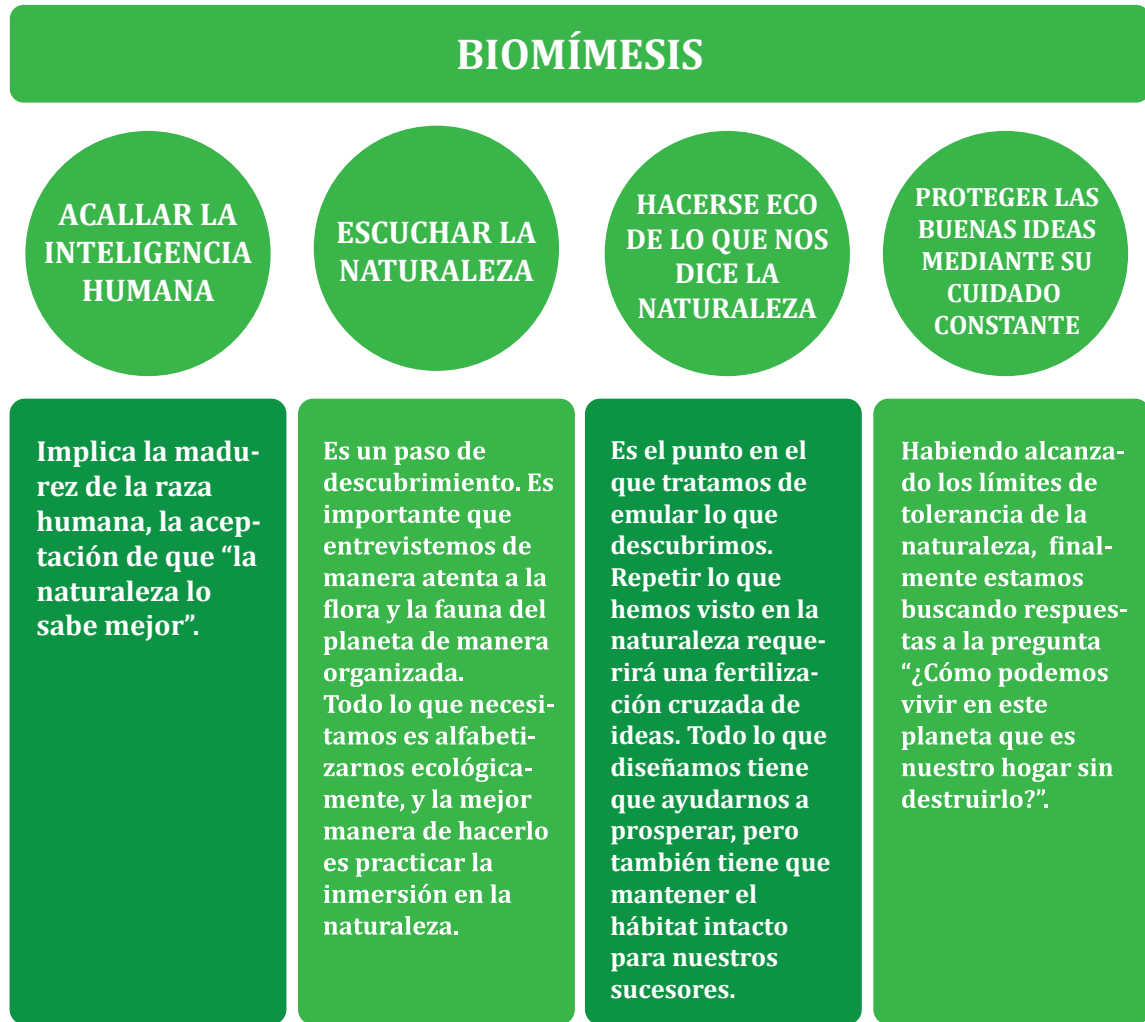 BIOMÍMESIS
ACALLAR LA
INTELIGENCIA
HUMANA
ESCUCHAR LA
NATURALEZA
HACERSE ECO
DE LO QUE NOS
DICE LA
NATURALEZA
PROTEGER LAS
BUENAS IDEAS
MEDIANTE SU
CUIDADO
CONSTANTE
Implica la madu-
rez de la raza
humana, la acep-
tación de que “la
naturaleza lo
sabe mejor”.
Es un paso de
descubrimiento. Es
importante que
entrevistemos de
manera atenta a la
flora y la fauna del
planeta de manera
organizada.
Todo lo que necesi-
tamos es alfabeti-
zarnos ecológica-
mente, y la mejor
manera de hacerlo
es practicar la
inmersión en la
naturaleza.
Es el punto en el
que tratamos de
emular lo que
descubrimos.
Repetir lo que
hemos visto en la
naturaleza reque-
rirá una fertiliza-
ción cruzada de
ideas. Todo lo que
diseñamos tiene
que ayudarnos a
prosperar, pero
también tiene que
mantener el
hábitat intacto
para nuestros
sucesores.
Habiendo alcanza-
do los límites de
tolerancia de la
naturaleza, final-
mente estamos
buscando respues-
tas a la pregunta
“¿Cómo podemos
vivir en este
planeta que es
nuestro hogar sin
destruirlo?”.